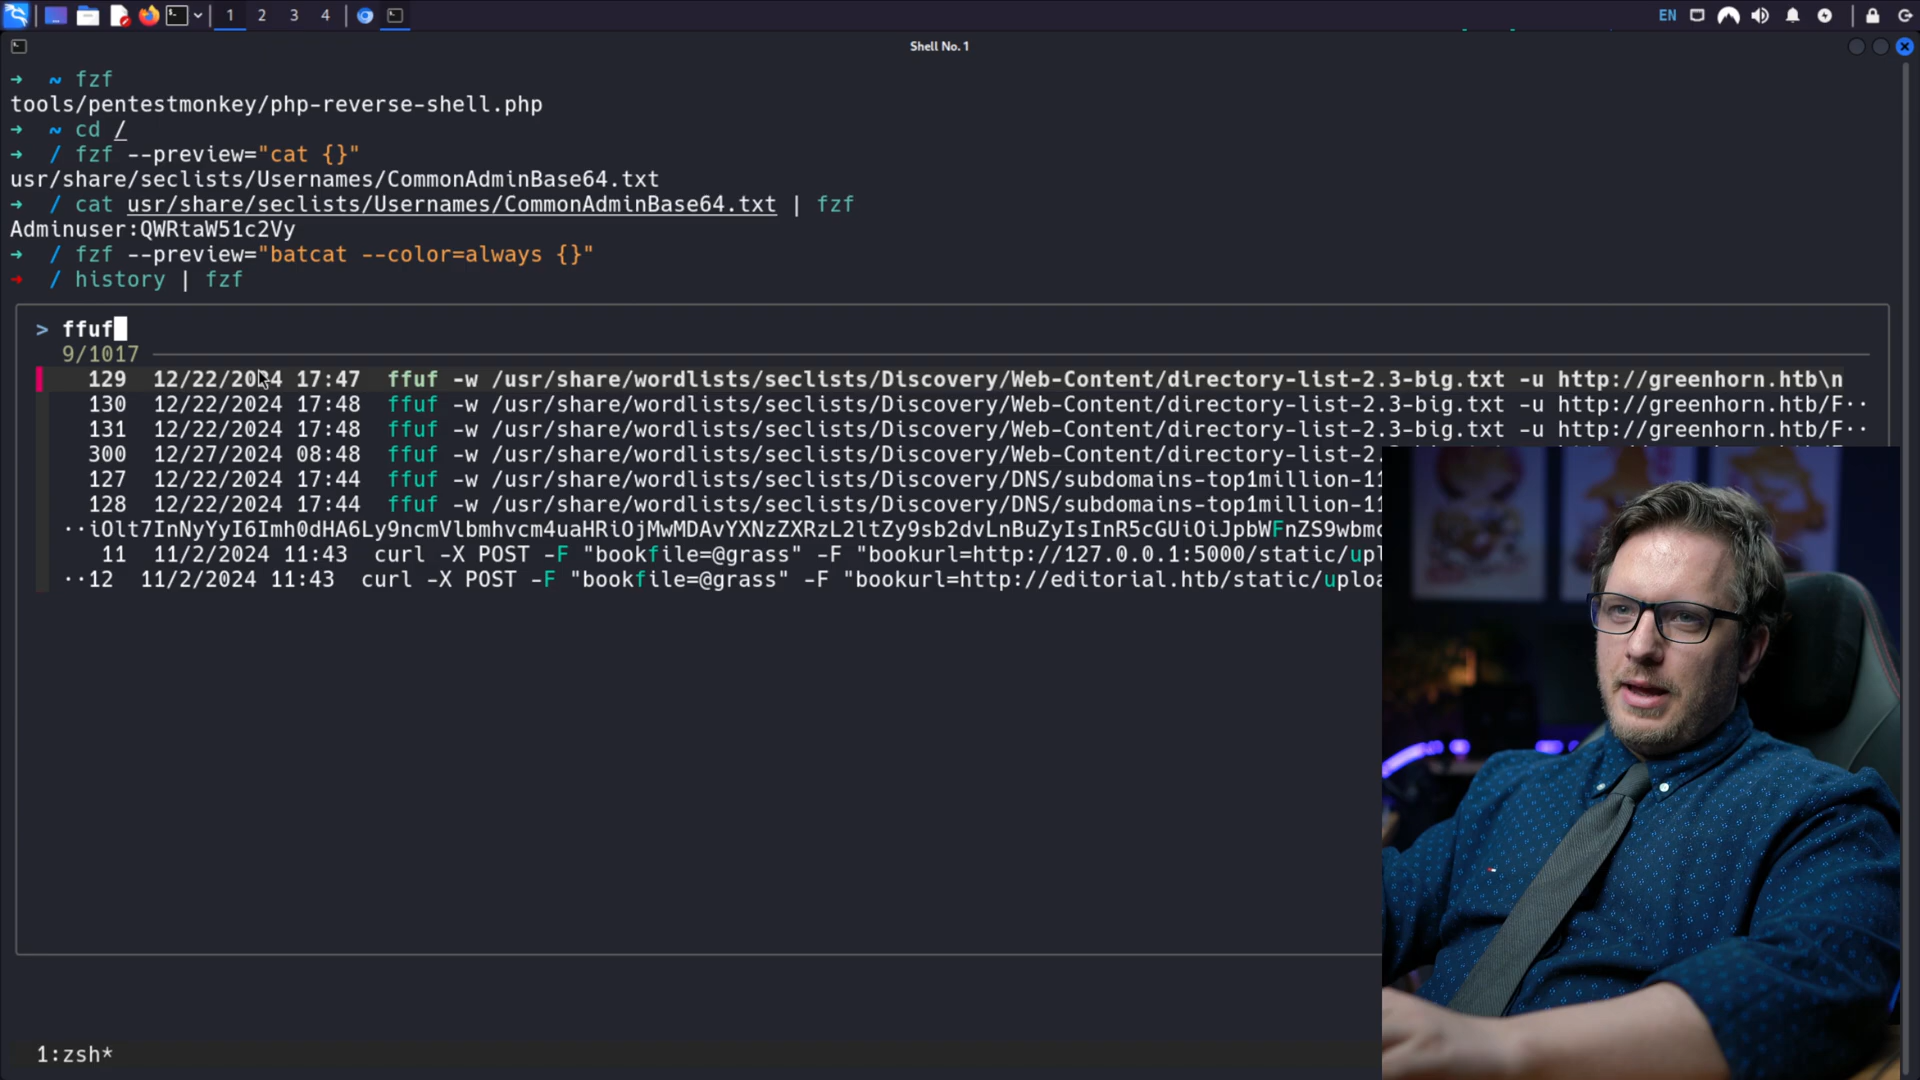 1 2 3 4 EN
Shell No. 1
→ ~ fzf
tools/pentestmonkey/php-reverse-shell.php
→ ~ cd /
→ / fzf --preview="cat {}"
usr/share/seclists/Usernames/CommonAdminBase64.txt
→ / cat usr/share/seclists/Usernames/CommonAdminBase64.txt | fzf
Adminuser:QWRtaW51c2Vy
→ / fzf --preview="batcat --color=always {}"
→ / history | fzf
> ffuf
9/1017
129 12/22/2024 17:47 ffuf -w /usr/share/wordlists/seclists/Discovery/Web-Content/directory-list-2.3-big.txt -u http://greenhorn.htb\n
130 12/22/2024 17:48 ffuf -w /usr/share/wordlists/seclists/Discovery/Web-Content/directory-list-2.3-big.txt -u http://greenhorn.htb/F··
131 12/22/2024 17:48 ffuf -w /usr/share/wordlists/seclists/Discovery/Web-Content/directory-list-2.3-big.txt -u http://greenhorn.htb/F··
300 12/27/2024 08:48 ffuf -w /usr/share/wordlists/seclists/Discovery/Web-Content/directory-list-2.
127 12/22/2024 17:44 ffuf -w /usr/share/wordlists/seclists/Discovery/DNS/subdomains-top1million-11
128 12/22/2024 17:44 ffuf -w /usr/share/wordlists/seclists/Discovery/DNS/subdomains-top1million-11
··iOlt7InNyYyI6Imh0dHA6Ly9ncmVlbmhvcm4uaHRiOjMwMDAvYXNzZXRzL2ltZy9sb2dvLnBuZyIsInR5cGUiOiJpbWFnZS9wbmc
11 11/2/2024 11:43 curl -X POST -F "bookfile=@grass" -F "bookurl=http://127.0.0.1:5000/static/upl
··12 11/2/2024 11:43 curl -X POST -F "bookfile=@grass" -F "bookurl=http://editorial.htb/static/uploa
1:zsh*